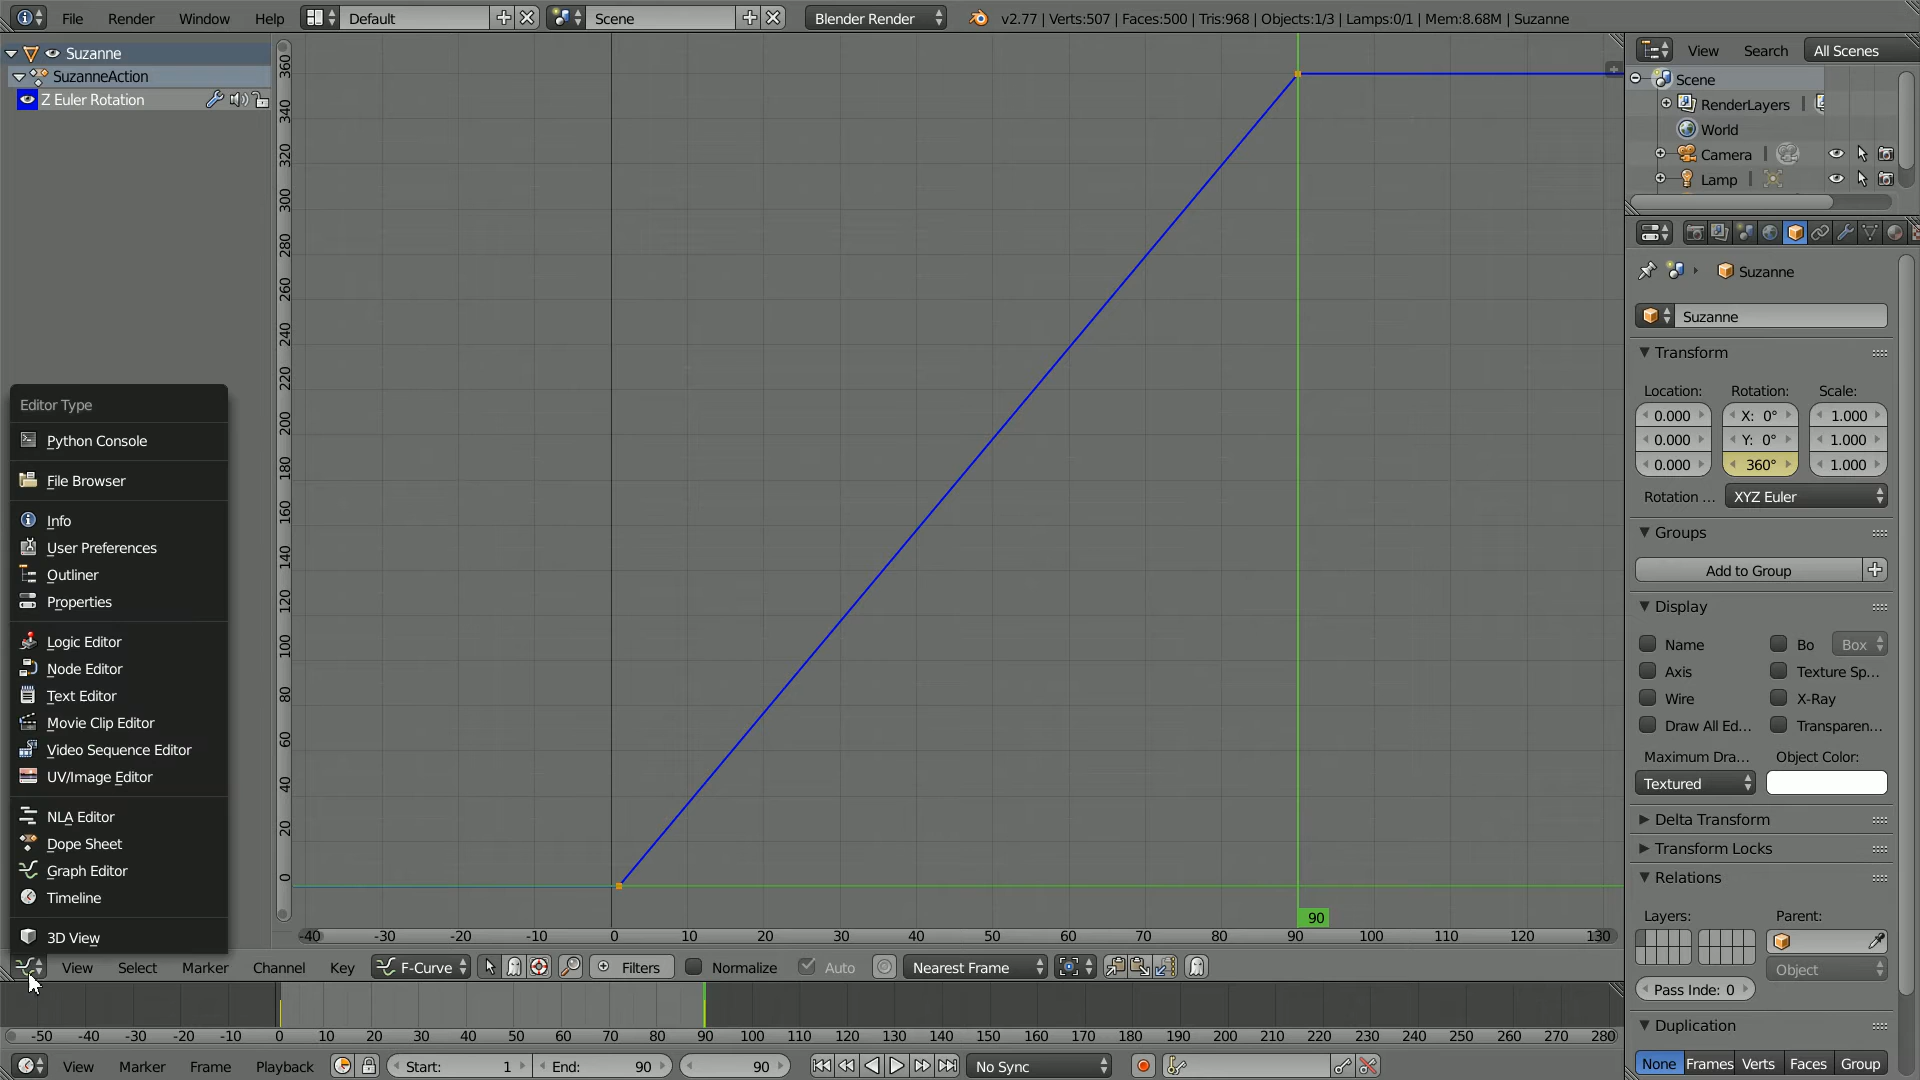 File Render Window Help Default Scene Blender Render v2.77 | Verts:507 | Faces:500 | Tris:968 | Objects:1/3 | Lamps:0/1 | Mem:8.68M | Suzanne
Suzanne
SuzanneAction
Z Euler Rotation
Editor Type
Python Console
File Browser
Info
User Preferences
Outliner
Properties
Logic Editor
Node Editor
Text Editor
Movie Clip Editor
Video Sequence Editor
UV/Image Editor
NLA Editor
Dope Sheet
Graph Editor
Timeline
3D View
360
340
320
300
280
260
240
220
200
180
160
140
120
100
80
60
40
20
0
90
-40 -30 -20 -10 0 10 20 30 40 50 60 70 80 90 100 110 120 130
View Select Marker Channel Key F-Curve Filters Normalize Auto Nearest Frame
-50 -40 -30 -20 -10 0 10 20 30 40 50 60 70 80 90 100 110 120 130 140 150 160 170 180 190 200 210 220 230 240 250 260 270 280
View Marker Frame Playback Start: 1 End: 90 90 No Sync
View Search All Scenes
Scene
RenderLayers |
World
Camera |
Lamp |
Suzanne
Suzanne
Transform
Location: Rotation: Scale:
0.000 X: 0° 1.000
0.000 Y: 0° 1.000
0.000 360° 1.000
Rotation ... XYZ Euler
Groups
Add to Group
Display
Name Bo Box
Axis Texture Sp...
Wire X-Ray
Draw All Ed... Transparen...
Maximum Dra... Object Color:
Textured
Delta Transform
Transform Locks
Relations
Layers: Parent:
Object
Pass Inde: 0
Duplication
None Frames Verts Faces Group